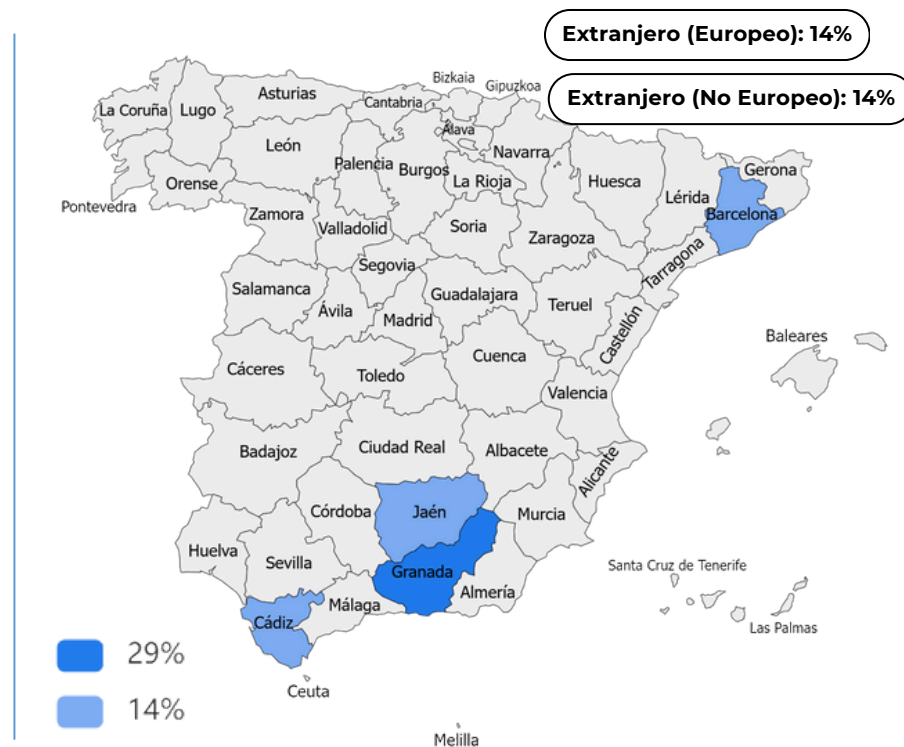 Extranjero (Europeo): 14%
Bizkaia
Gipuzkoa
Extranjero (No Europeo): 14%
La Coruña
Lugo
Asturias
Cantabria
Álava
Navarra
León
Palencia
Burgos
La Rioja
Huesca
Lérida
Gerona
Barcelona
Pontevedra
Orense
Zamora
Valladolid
Soria
Zaragoza
Tarragona
Segovia
Salamanca
Ávila
Madrid
Guadalajara
Teruel
Castellón
Baleares
Cáceres
Toledo
Cuenca
Valencia
Badajoz
Ciudad Real
Albacete
Alicante
Córdoba
Jaén
Murcia
Huelva
Sevilla
Granada
Almería
Málaga
Cádiz
Santa Cruz de Tenerife
Las Palmas
29%
14%
Ceuta
Melilla